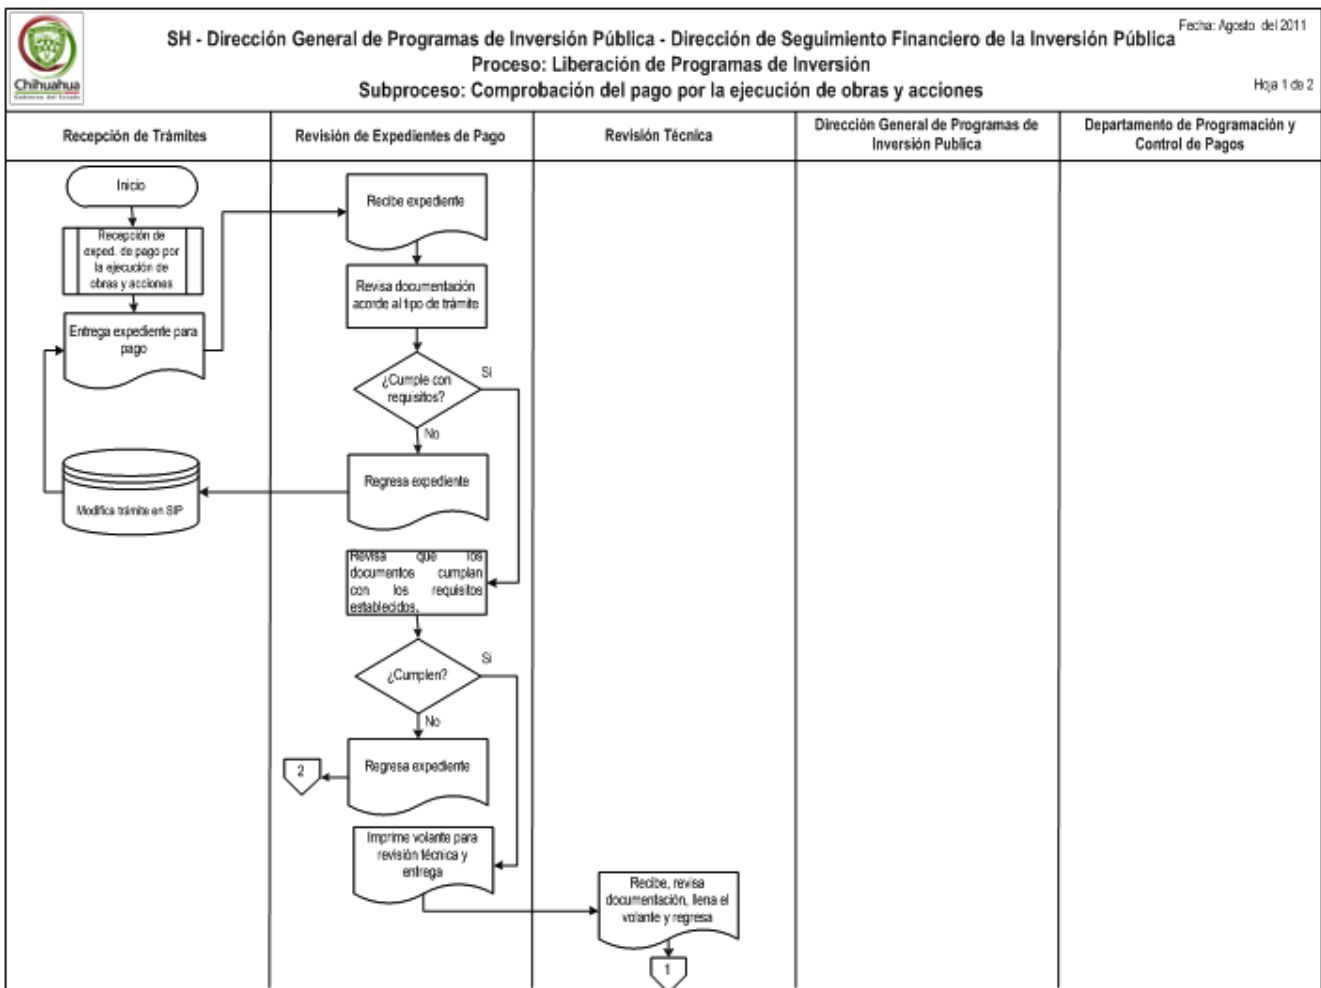 Fecha: Agosto del 2011
SH - Dirección General de Programas de Inversión Pública - Dirección de Seguimiento Financiero de la Inversión Pública
Proceso: Liberación de Programas de Inversión
Subproceso: Comprobación del pago por la ejecución de obras y acciones
Hoja 1 de 2
Chihuahua
Gobierno del Estado
Recepción de Trámites
Revisión de Expedientes de Pago
Revisión Técnica
Dirección General de Programas de
Inversión Publica
Departamento de Programación y
Control de Pagos
Inicio
Recepción de
exped. de pago por
la ejecución de
obras y acciones
Entrega expediente para
pago
Modifica trámite en SIP
Recibe expediente
Revisa documentación
acorde al tipo de trámite
¿Cumple con
requisitos?
Si
No
Regresa expediente
Revisa que los
documentos cumplan
con los requisitos
establecidos.
¿Cumplen?
Si
No
Regresa expediente
2
Imprime volante para
revisión técnica y
entrega
Recibe, revisa
documentación, llena el
volante y regresa
1